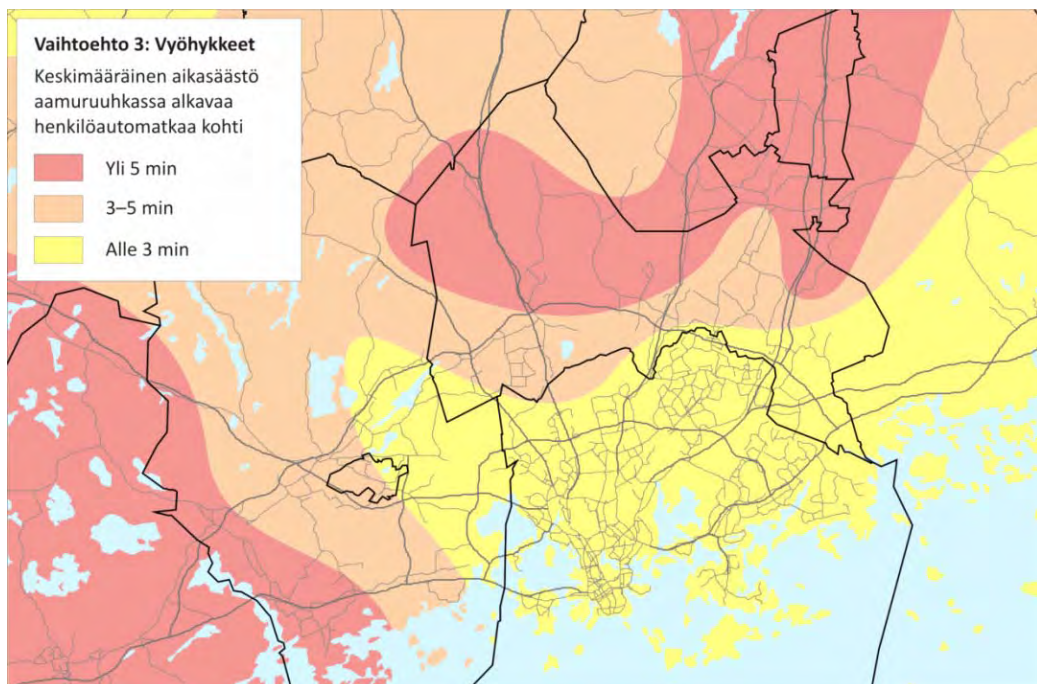 Vaihtoehto 3: Vyöhykkeet
Keskimääräinen aikasäästö
aamuruuhkassa alkavaa
henkilöautomatkaa kohti
Yli 5 min
3–5 min
Alle 3 min